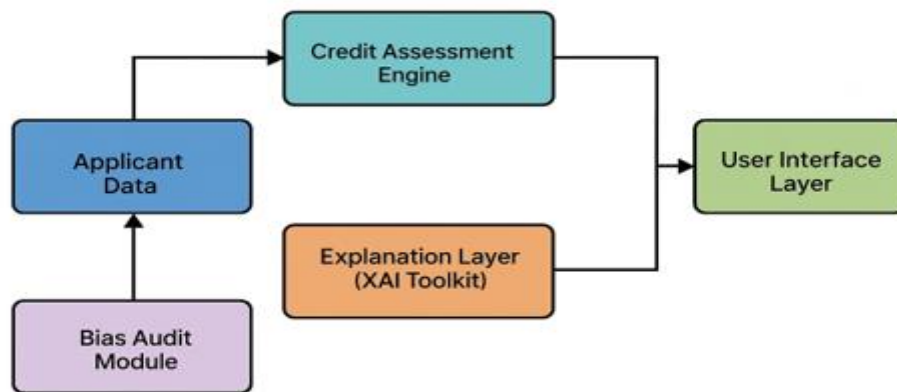 Credit Assessment
Engine
Applicant
Data
User Interface
Layer
Explanation Layer
(XAI Toolkit)
Bias Audit
Module